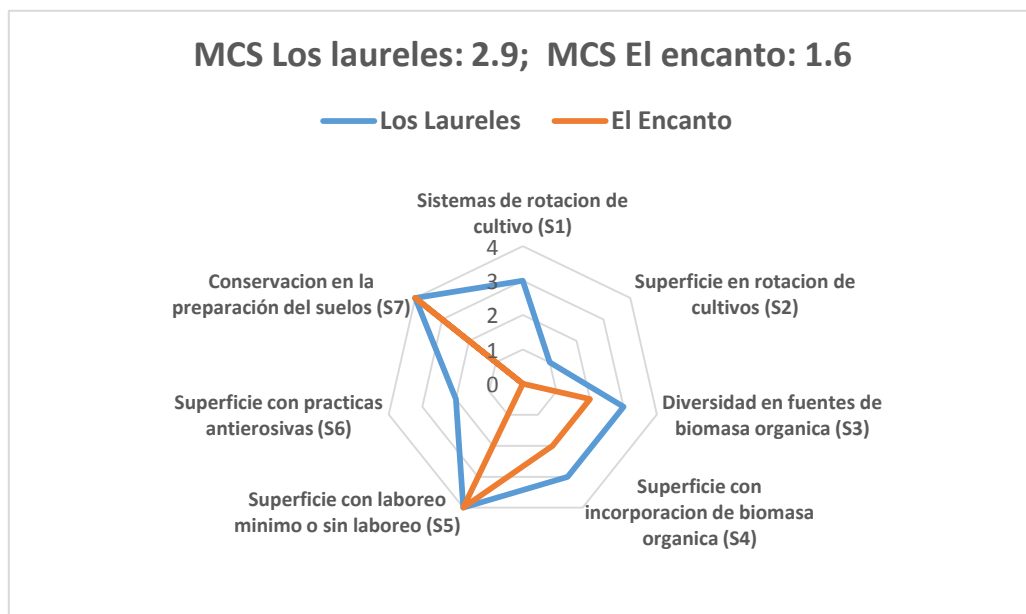 MCS Los laureles: 2.9; MCS El encanto: 1.6
Los Laureles
El Encanto
Sistemas de rotacion de
cultivo (S1)
4
3
2
1
0
Superficie en rotacion de
cultivos (S2)
Diversidad en fuentes de
biomasa organica (S3)
Superficie con
incorporacion de biomasa
organica (S4)
Superficie con laboreo
minimo o sin laboreo (S5)
Superficie con practicas
antierosivas (S6)
Conservacion en la
preparación del suelos (S7)